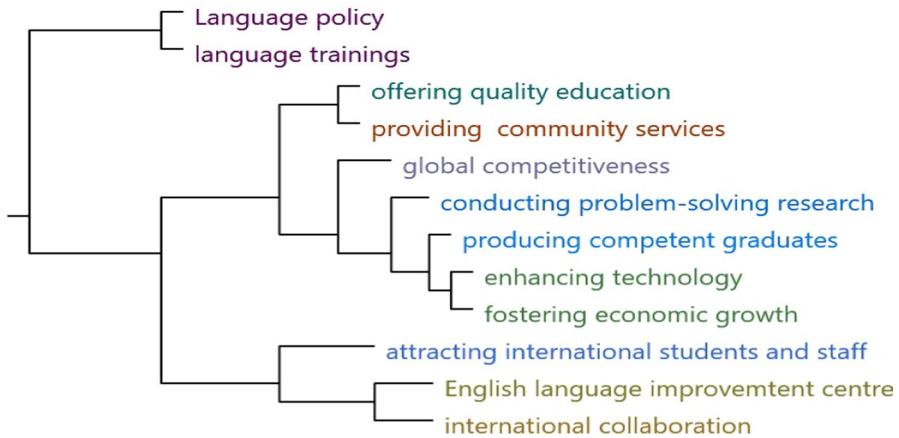 Language policy
language trainings
offering quality education
providing community services
global competitiveness
conducting problem-solving research
producing competent graduates
enhancing technology
fostering economic growth
attracting international students and staff
English language improvemtent centre
international collaboration